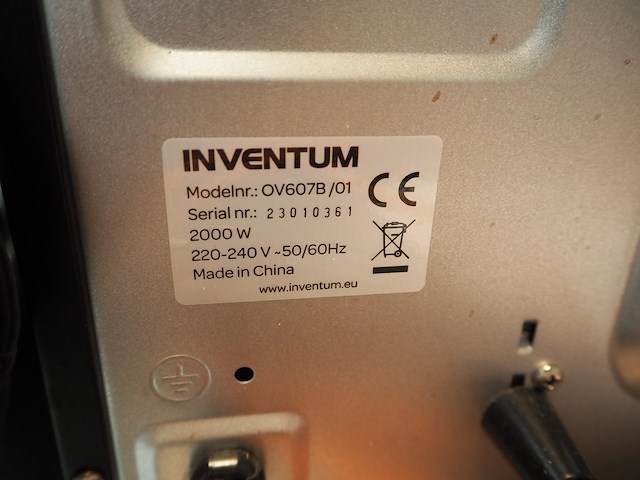 INVENTUM
Modelnr.: OV607B /01
Serial nr.: 23010361
2000 W
220-240 V ~50/60Hz
Made in China
www.inventum.eu
CE